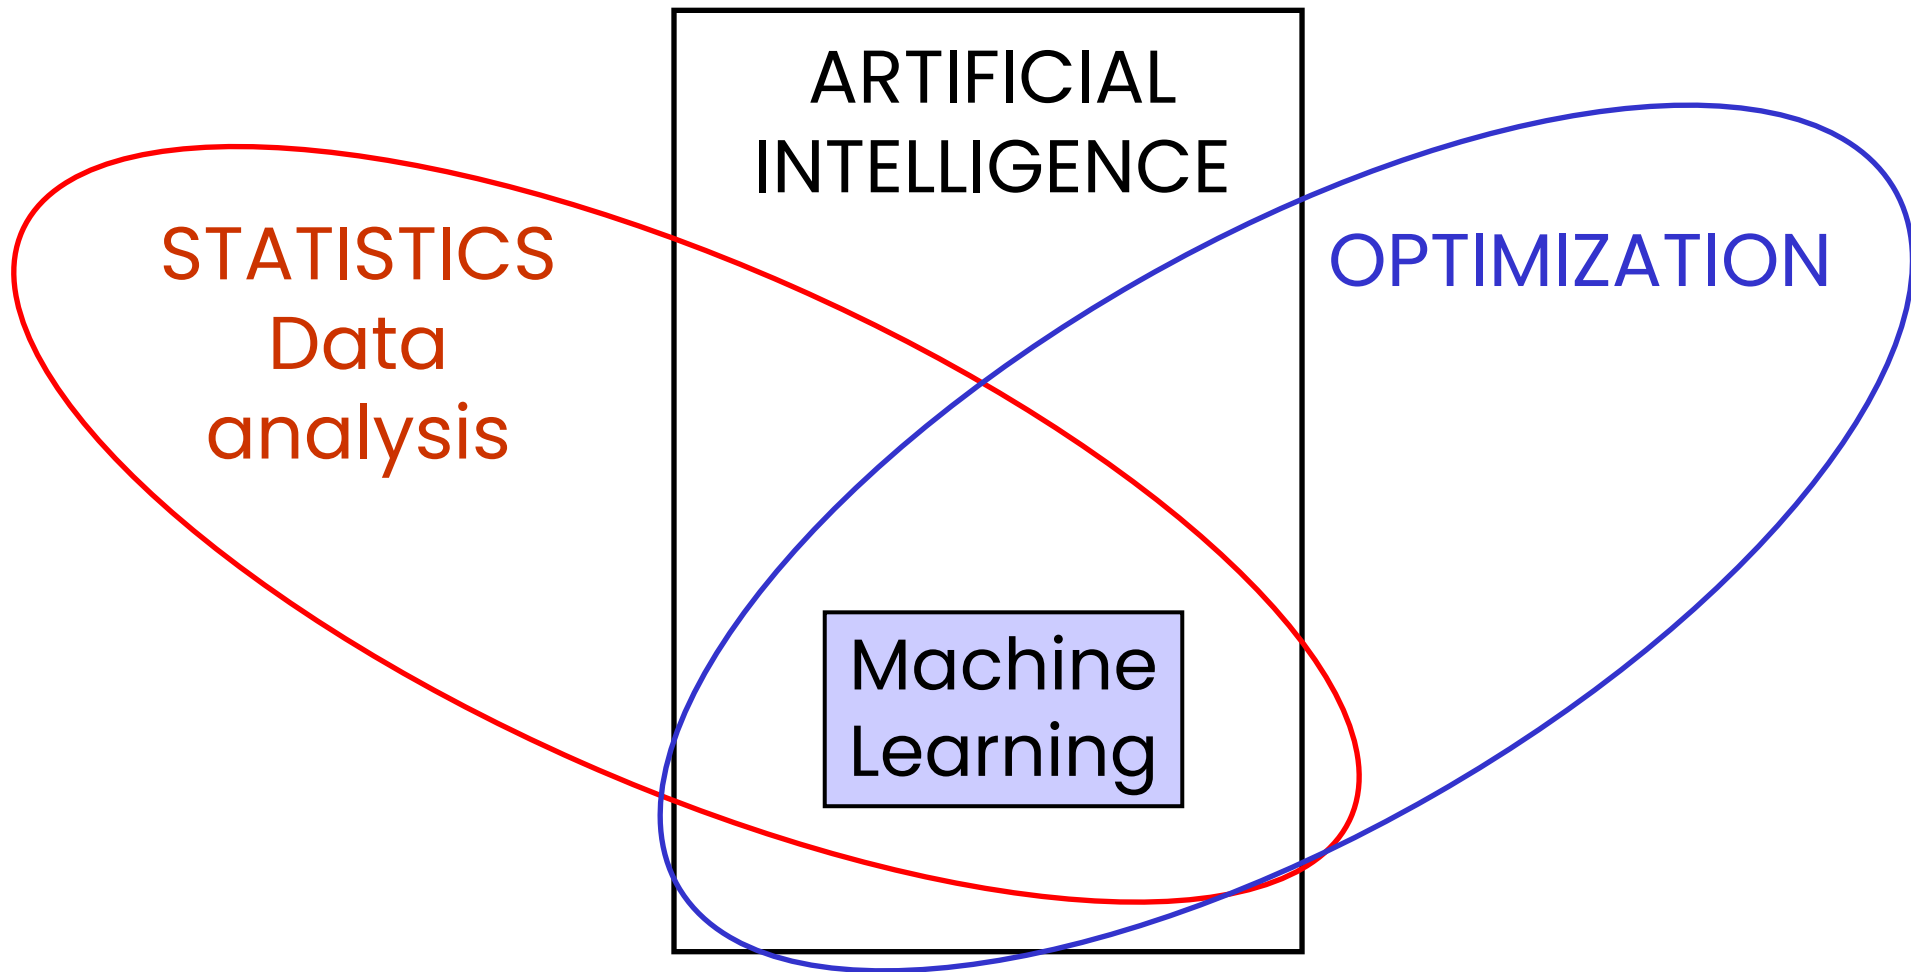 ARTIFICIAL
INTELLIGENCE
STATISTICS
Data
analysis
OPTIMIZATION
Machine
Learning